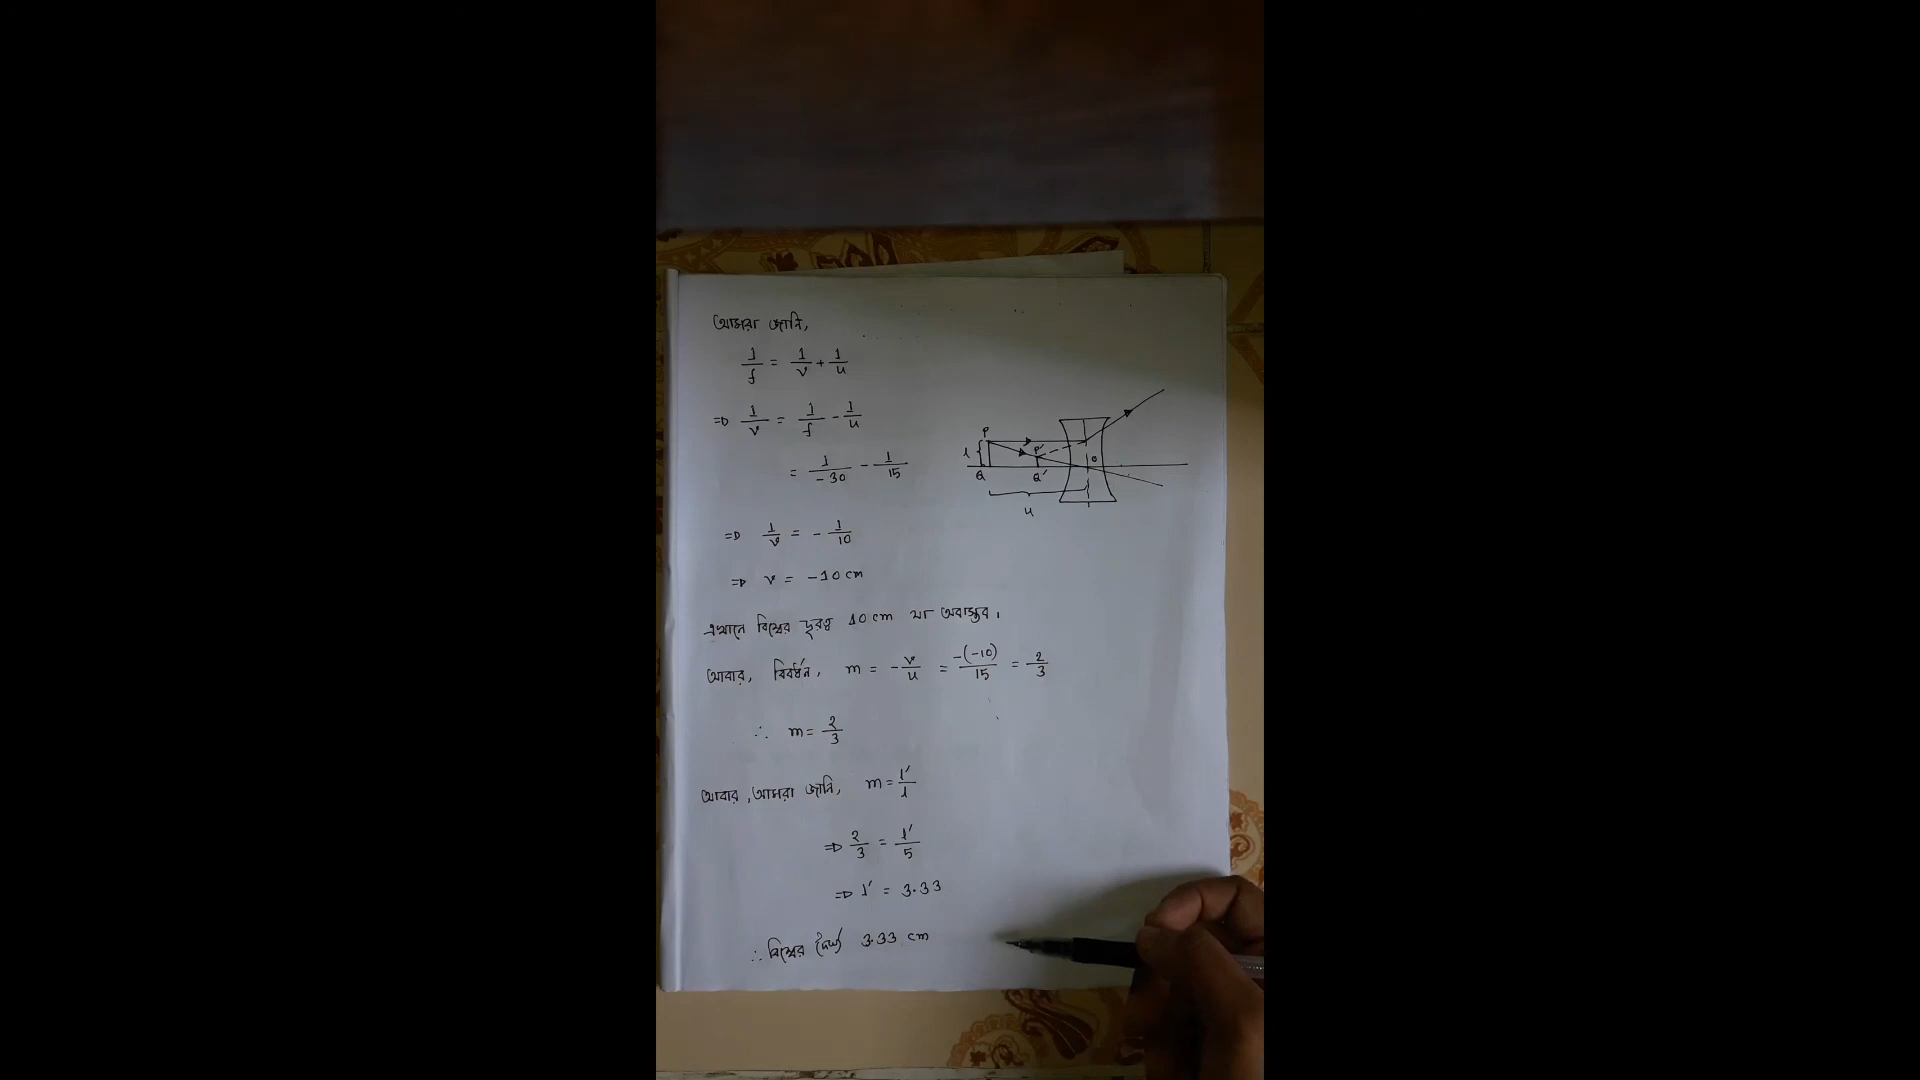 আমরা জানি,
1/f = 1/v + 1/u
⇒ 1/v = 1/f - 1/u
= 1/-30 - 1/15
P
P'
l
O
Q
Q'
u
⇒ 1/v = - 1/10
⇒ v = -10 cm
এখানে বিম্বের দূরত্ব 10 cm যা অবাস্তব।
আবার, বিবর্ধন, m = - v/u = -(-10)/15 = 2/3
∴ m = 2/3
আবার, আমরা জানি, m = l'/l
⇒ 2/3 = l'/5
⇒ l' = 3.33
∴ বিম্বের দৈর্ঘ্য 3.33 cm